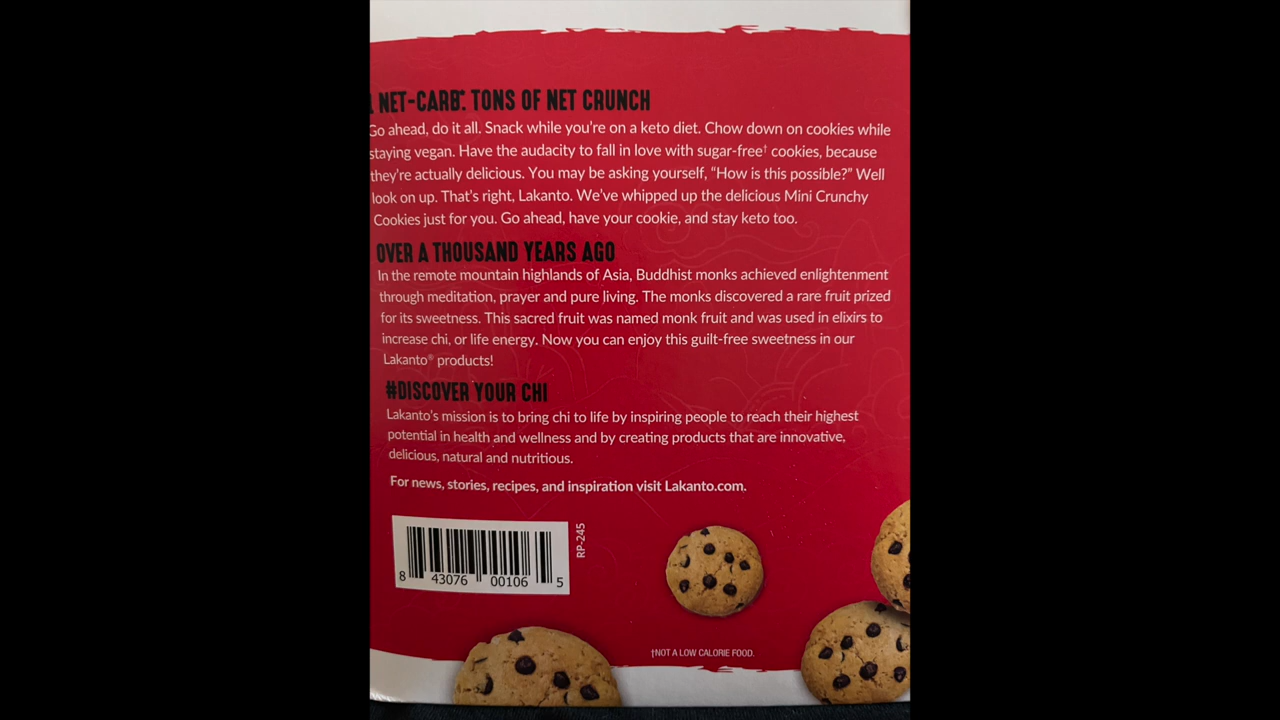 1 NET-CARB*. TONS OF NET CRUNCH
Go ahead, do it all. Snack while you're on a keto diet. Chow down on cookies while
staying vegan. Have the audacity to fall in love with sugar-free† cookies, because
they're actually delicious. You may be asking yourself, "How is this possible?" Well
look on up. That's right, Lakanto. We've whipped up the delicious Mini Crunchy
Cookies just for you. Go ahead, have your cookie, and stay keto too.
OVER A THOUSAND YEARS AGO
In the remote mountain highlands of Asia, Buddhist monks achieved enlightenment
through meditation, prayer and pure living. The monks discovered a rare fruit prized
for its sweetness. This sacred fruit was named monk fruit and was used in elixirs to
increase chi, or life energy. Now you can enjoy this guilt-free sweetness in our
Lakanto® products!
#DISCOVER YOUR CHI
Lakanto's mission is to bring chi to life by inspiring people to reach their highest
potential in health and wellness and by creating products that are innovative,
delicious, natural and nutritious.
For news, stories, recipes, and inspiration visit Lakanto.com.
RP-245
8 43076 00106 5
†NOT A LOW CALORIE FOOD.